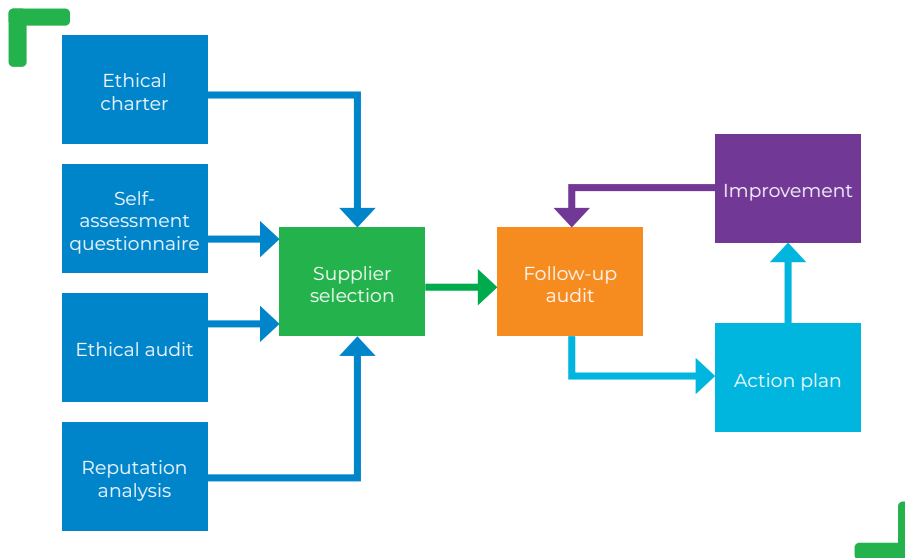 Ethical
charter
Self-
assessment
questionnaire
Ethical audit
Reputation
analysis
Supplier
selection
Follow-up
audit
Improvement
Action plan